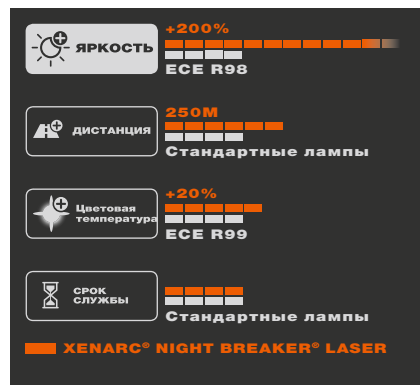 +200%
ЯРКОСТЬ
ECE R98
250М
ДИСТАНЦИЯ
Стандартные лампы
+20%
Цветовая
температура
ECE R99
СРОК
СЛУЖБЫ
Стандартные лампы
XENARC® NIGHT BREAKER® LASER